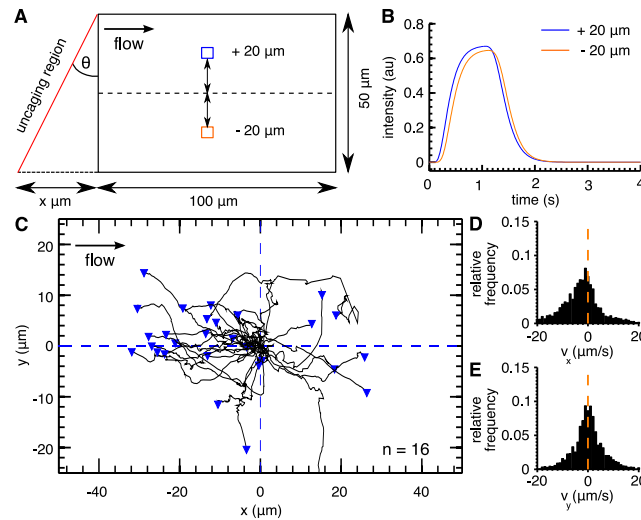 A
flow
uncaging region
θ
+ 20 µm
- 20 µm
50 µm
x µm
100 µm
B
+ 20 µm
- 20 µm
intensity (au)
0.8
0.6
0.4
0.2
0
0
1
2
3
4
time (s)
C
flow
y (µm)
20
10
0
-10
-20
n = 16
-40
-20
0
20
40
x (µm)
D
relative
frequency
0.15
0.1
0.05
0
-20
0
20
v x (µm/s)
E
relative
frequency
0.15
0.1
0.05
0
-20
0
20
v y (µm/s)